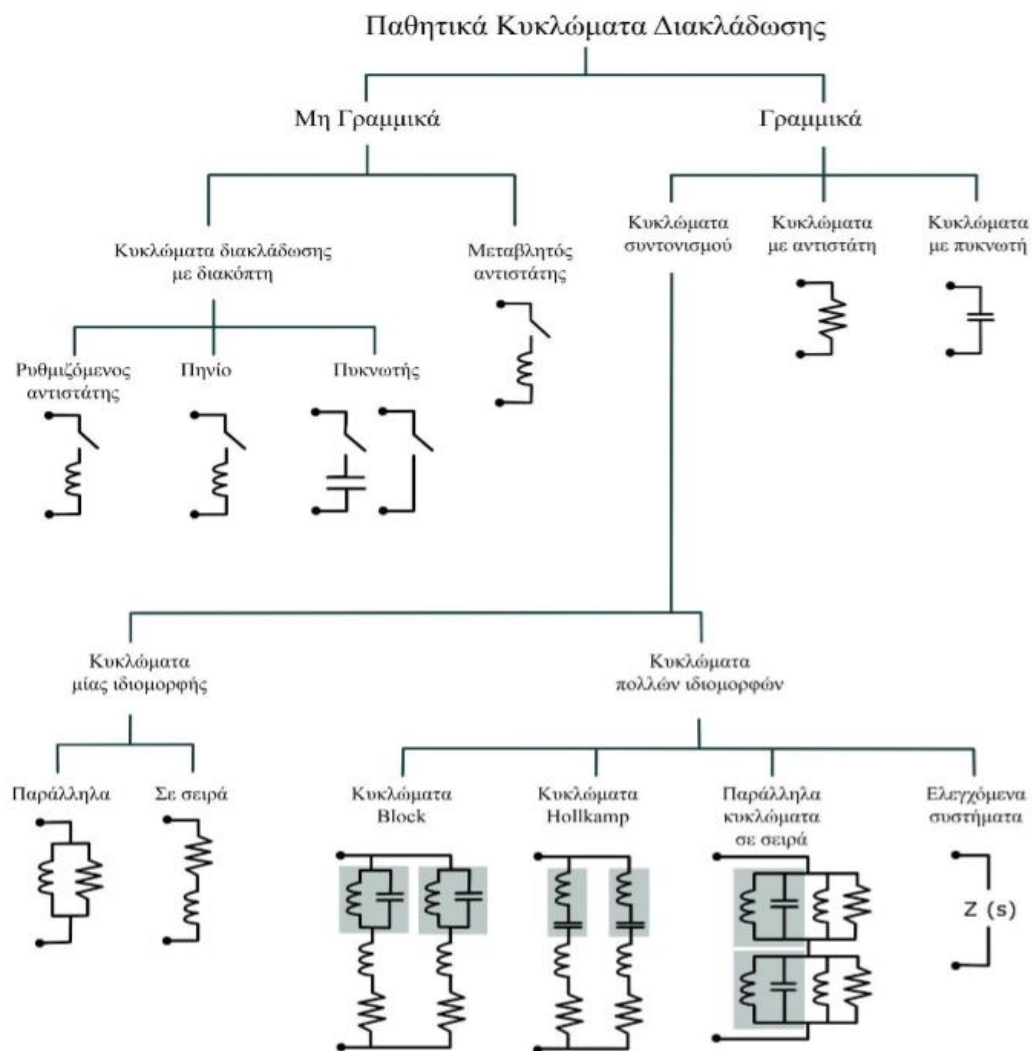 Παθητικά Κυκλώματα Διακλάδωσης
Μη Γραμμικά
Γραμμικά
Κυκλώματα διακλάδωσης
με διακόπτη
Μεταβλητός
αντιστάτης
Κυκλώματα
συντονισμού
Κυκλώματα
με αντιστάτη
Κυκλώματα
με πυκνωτή
Ρυθμιζόμενος
αντιστάτης
Πηνίο
Πυκνωτής
Κυκλώματα
μίας ιδιομορφής
Κυκλώματα
πολλών ιδιομορφών
Παράλληλα
Σε σειρά
Κυκλώματα
Block
Κυκλώματα
Hollkamp
Παράλληλα
κυκλώματα
σε σειρά
Ελεγχόμενα
συστήματα
Z (s)